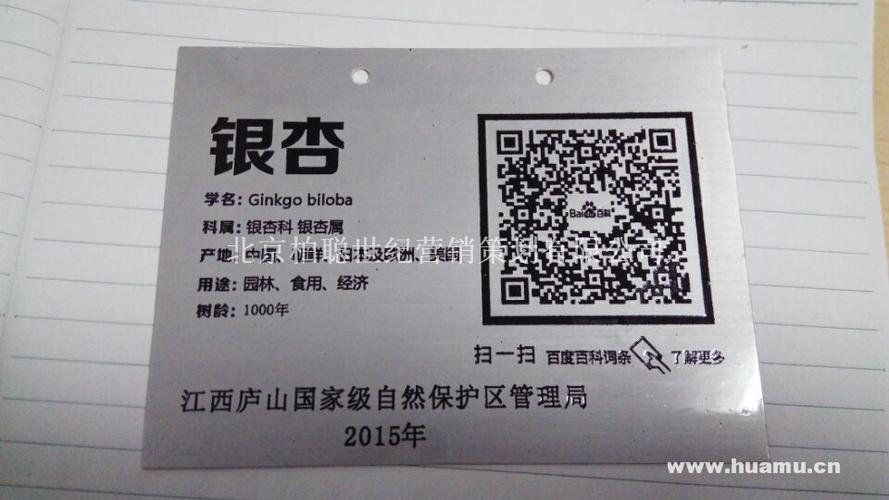 银杏
学名: Ginkgo biloba
科属: 银杏科 银杏属
产地: 中国、朝鲜、日本及欧洲、美国
用途: 园林、食用、经济
树龄: 1000年
Baidu百科
扫一扫 百度百科词条 了解更多
江西庐山国家级自然保护区管理局
2015年
北京柏聪世纪营销策划有限公司
www.huamu.cn